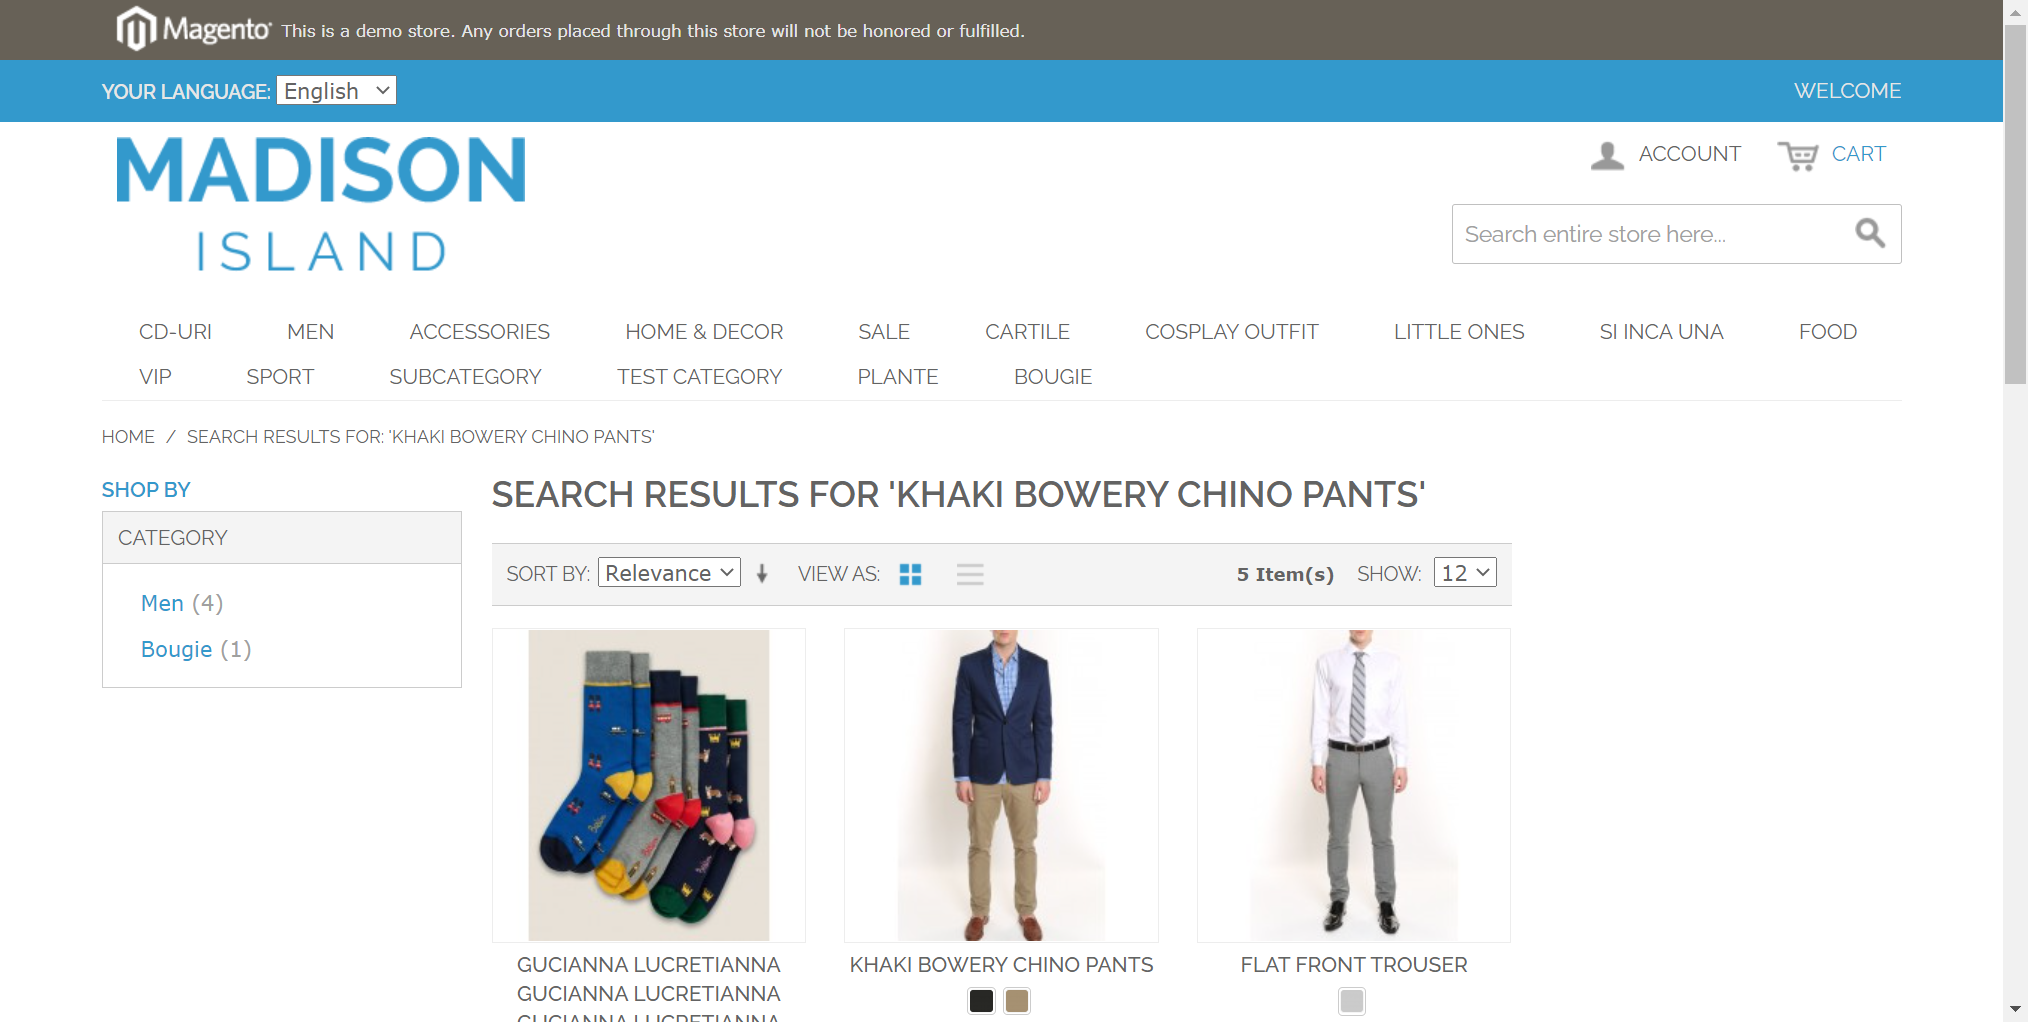 Magento This is a demo store. Any orders placed through this store will not be honored or fulfilled.
YOUR LANGUAGE: English WELCOME
MADISON
ISLAND
ACCOUNT CART
Search entire store here...
CD-URI MEN ACCESSORIES HOME & DECOR SALE CARTILE COSPLAY OUTFIT LITTLE ONES SI INCA UNA FOOD
VIP SPORT SUBCATEGORY TEST CATEGORY PLANTE BOUGIE
HOME / SEARCH RESULTS FOR: 'KHAKI BOWERY CHINO PANTS'
SHOP BY
CATEGORY
Men (4)
Bougie (1)
SEARCH RESULTS FOR 'KHAKI BOWERY CHINO PANTS'
SORT BY: Relevance VIEW AS: 5 Item(s) SHOW: 12
GUCIANNA LUCRETIANNA
GUCIANNA LUCRETIANNA
GUCIANNA LUCRETIANNA
KHAKI BOWERY CHINO PANTS
FLAT FRONT TROUSER